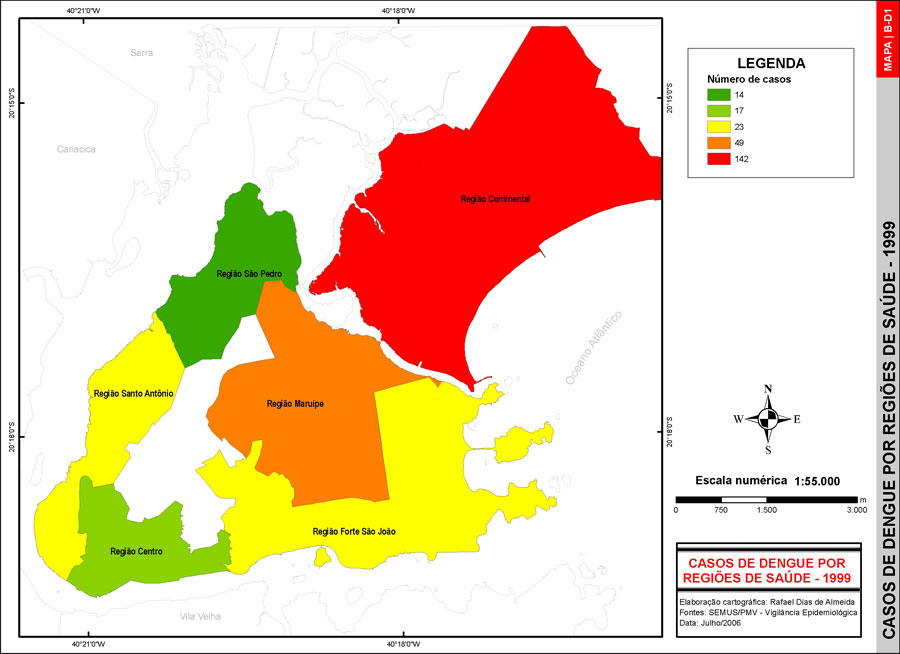 40°21'0"W
40°18'0"W
MAPA | B-D1
Serra
LEGENDA
Número de casos
14
17
23
49
142
20°15'0"S
20°15'0"S
Cariacica
Região Continental
CASOS DE DENGUE POR REGIÕES DE SAÚDE - 1999
Região São Pedro
Oceano Atlântico
Região Santo Antônio
Região Maruipe
N
W
E
S
20°18'0"S
20°18'0"S
Escala numérica 1:55.000
m
0 750 1.500 3.000
Região Forte São João
Região Centro
CASOS DE DENGUE POR
REGIÕES DE SAÚDE - 1999
Elaboração cartográfica: Rafael Dias de Almeida
Fontes: SEMUS/PMV - Vigilância Epidemiológica
Data: Julho/2006
Vila Velha
40°21'0"W
40°18'0"W